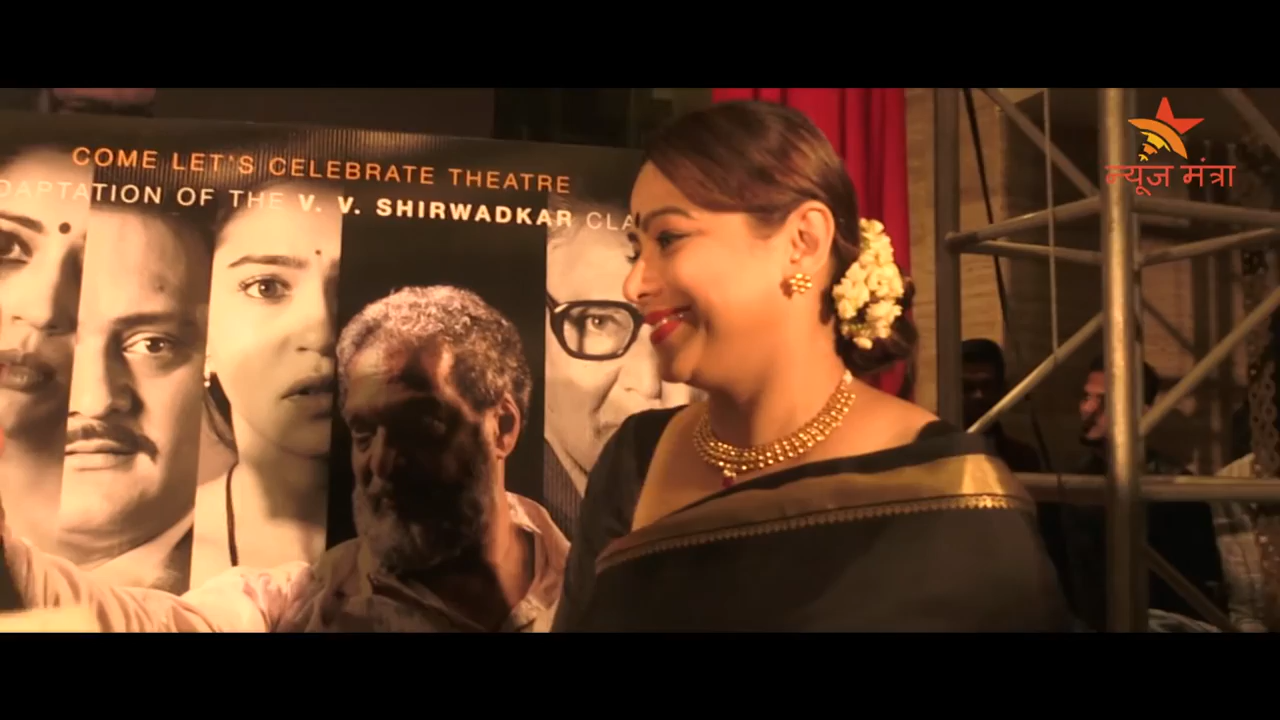 COME LET'S CELEBRATE THEATRE
DAPTATION OF THE V. V. SHIRWADKAR CLA
न्यूज मंत्रा